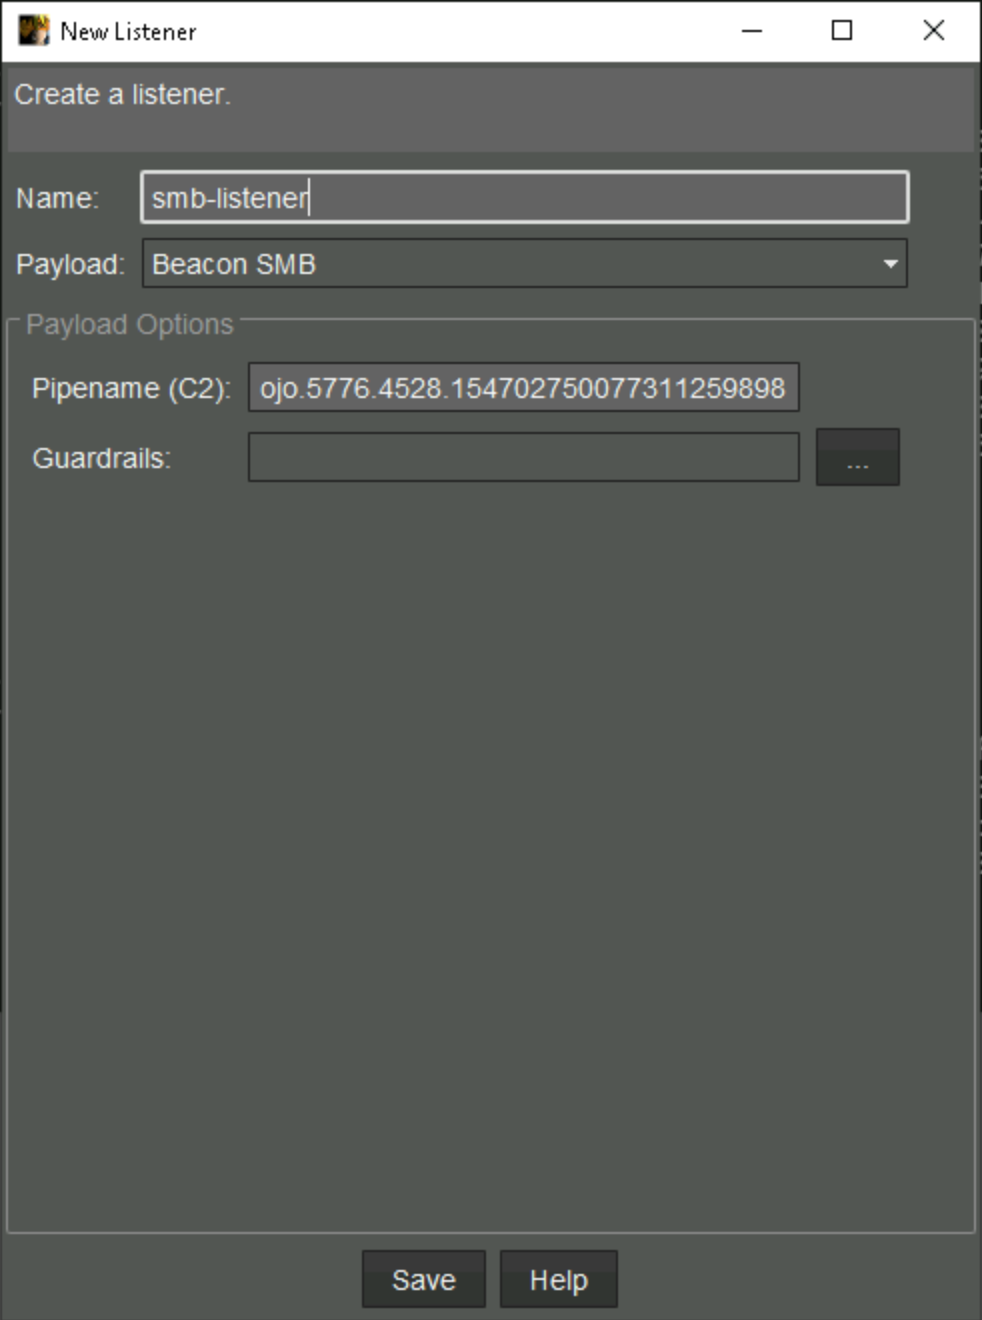 New Listener
Create a listener.
Name: smb-listener
Payload: Beacon SMB
Payload Options
Pipename (C2): ojo.5776.4528.154702750077311259898
Guardrails:
...
Save Help